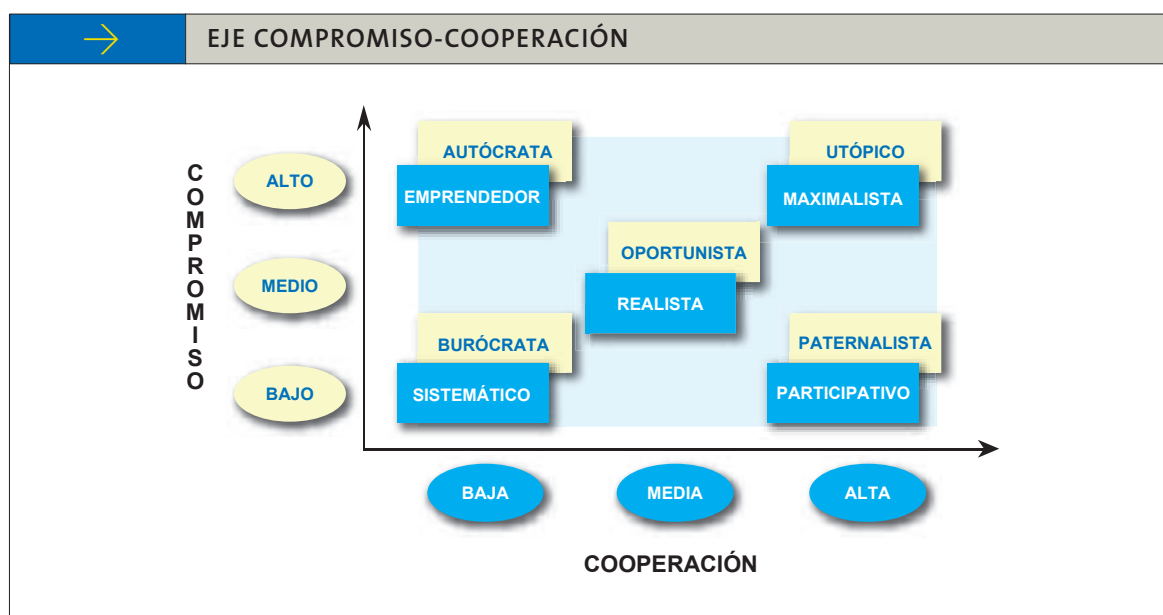 EJE COMPROMISO-COOPERACIÓN
COMPROMISO
ALTO
MEDIO
BAJO
AUTÓCRATA
EMPRENDEDOR
UTÓPICO
MAXIMALISTA
OPORTUNISTA
REALISTA
BURÓCRATA
SISTEMÁTICO
PATERNALISTA
PARTICIPATIVO
BAJA
MEDIA
ALTA
COOPERACIÓN